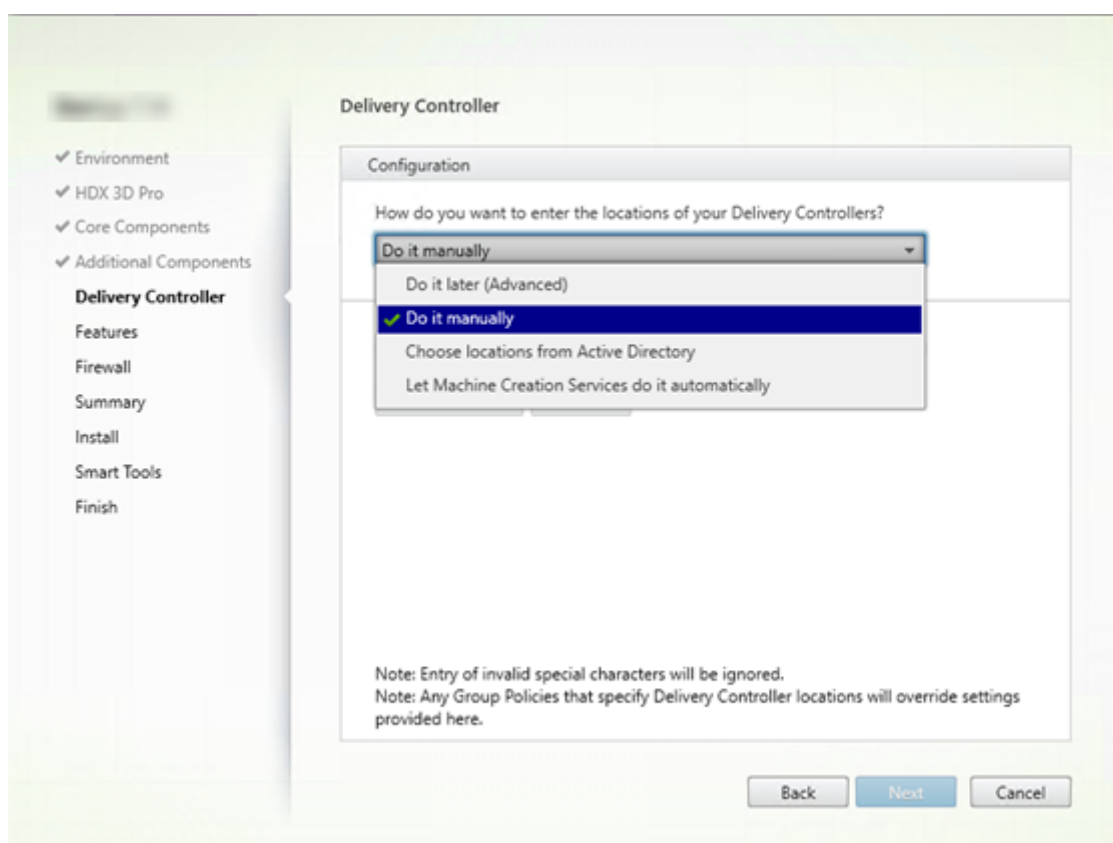 Delivery Controller
Environment
HDX 3D Pro
Core Components
Additional Components
Delivery Controller
Features
Firewall
Summary
Install
Smart Tools
Finish
Configuration
How do you want to enter the locations of your Delivery Controllers?
Do it manually
Do it later (Advanced)
Do it manually
Choose locations from Active Directory
Let Machine Creation Services do it automatically
Note: Entry of invalid special characters will be ignored.
Note: Any Group Policies that specify Delivery Controller locations will override settings
provided here.
Back
Next
Cancel